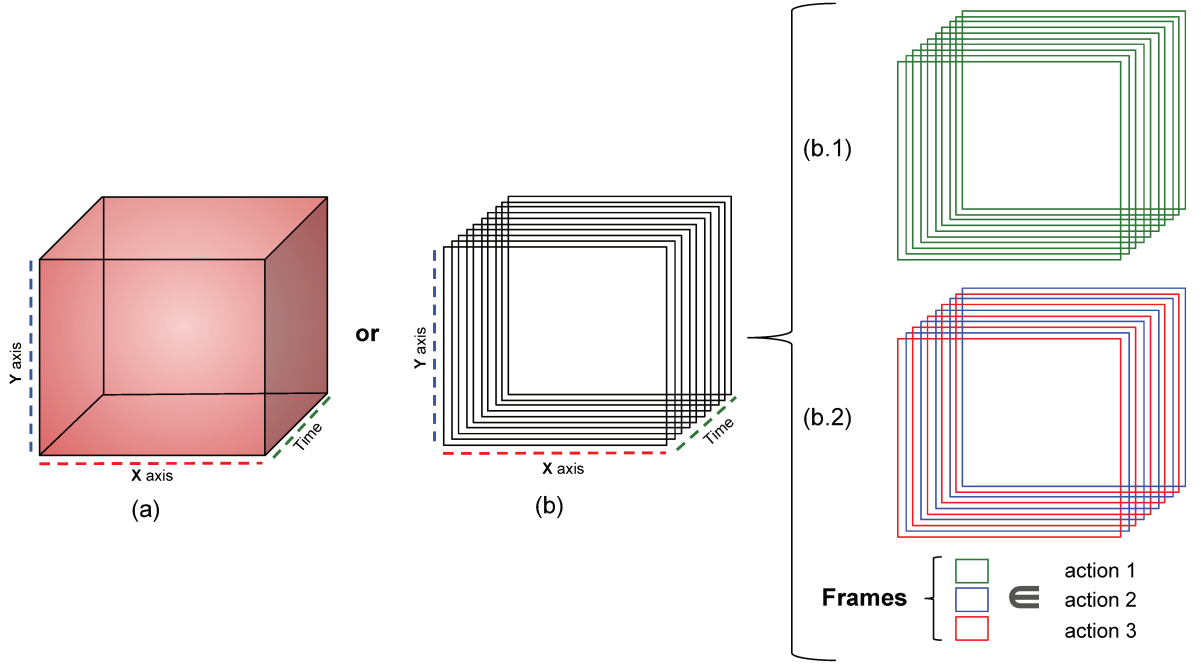 Y axis
X axis
Time
(a)
or
Y axis
X axis
Time
(b)
(b.1)
(b.2)
Frames
∈
action 1
action 2
action 3